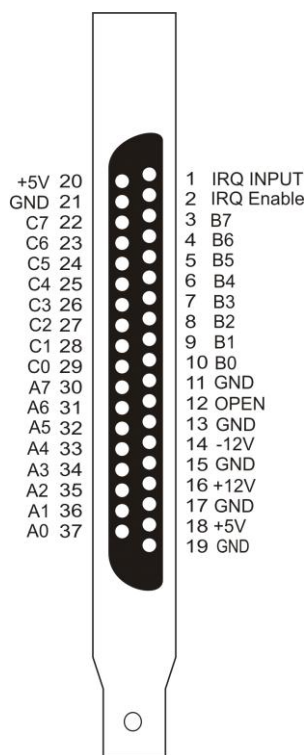 +5V 20
GND 21
C7 22
C6 23
C5 24
C4 25
C3 26
C2 27
C1 28
C0 29
A7 30
A6 31
A5 32
A4 33
A3 34
A2 35
A1 36
A0 37
1 IRQ INPUT
2 IRQ Enable
3 B7
4 B6
5 B5
6 B4
7 B3
8 B2
9 B1
10 B0
11 GND
12 OPEN
13 GND
14 -12V
15 GND
16 +12V
17 GND
18 +5V
19 GND